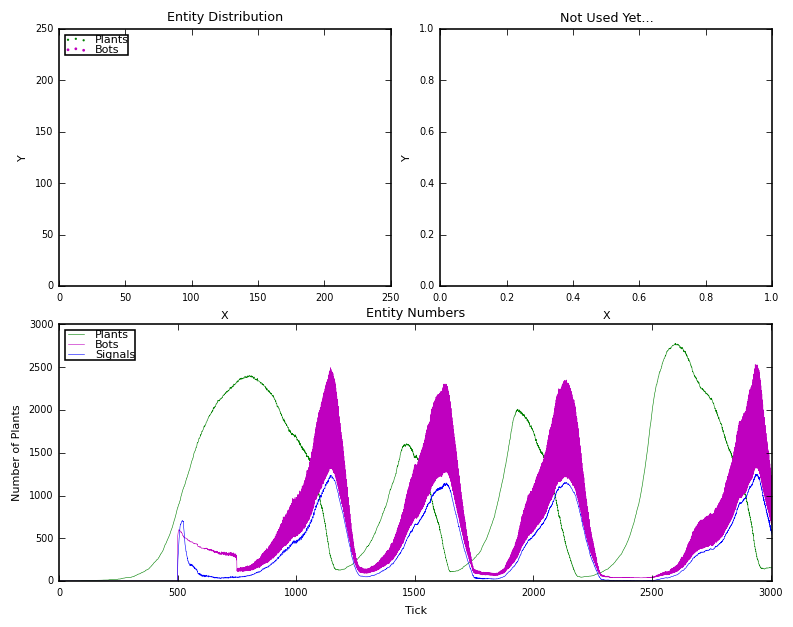 Entity Distribution
Not Used Yet...
250
200
150
100
50
0
Y
Plants
Bots
0 50 100 150 200 250
X
1.0
0.8
0.6
0.4
0.2
0.0
Y
0.0 0.2 0.4 0.6 0.8 1.0
X
Entity Numbers
3000
2500
2000
1500
1000
500
0
Number of Plants
Plants
Bots
Signals
0 500 1000 1500 2000 2500 3000
Tick